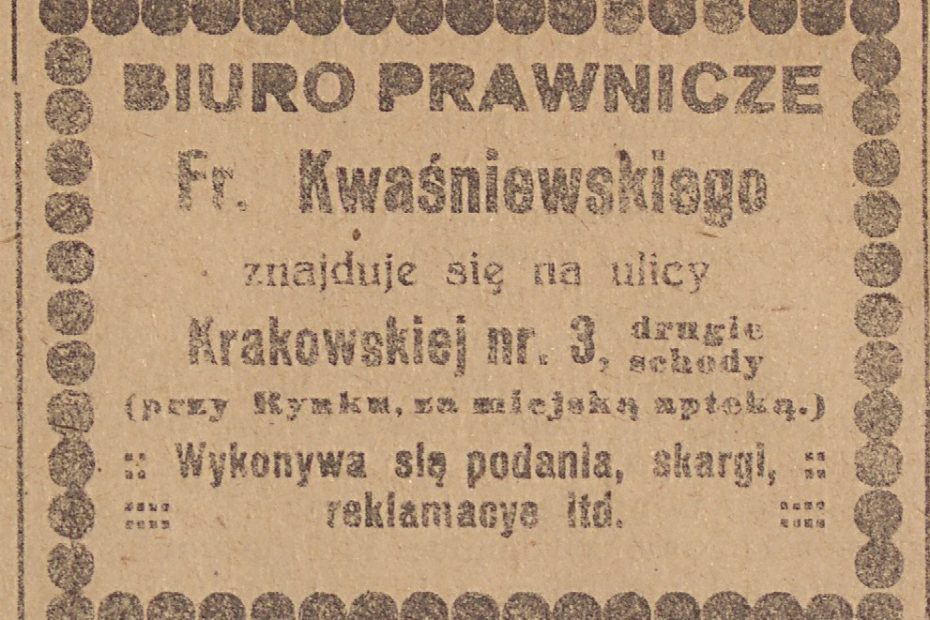 BIURO PRAWNICZE
Fr. Kwaśniewskiego
znajduje się na ulicy
Krakowskiej nr. 3, drugie schody
(przy Rynku, za miejską apteką.)
:: Wykonywa się podania, skargi, ::
:::: reklamacye itd. ::::